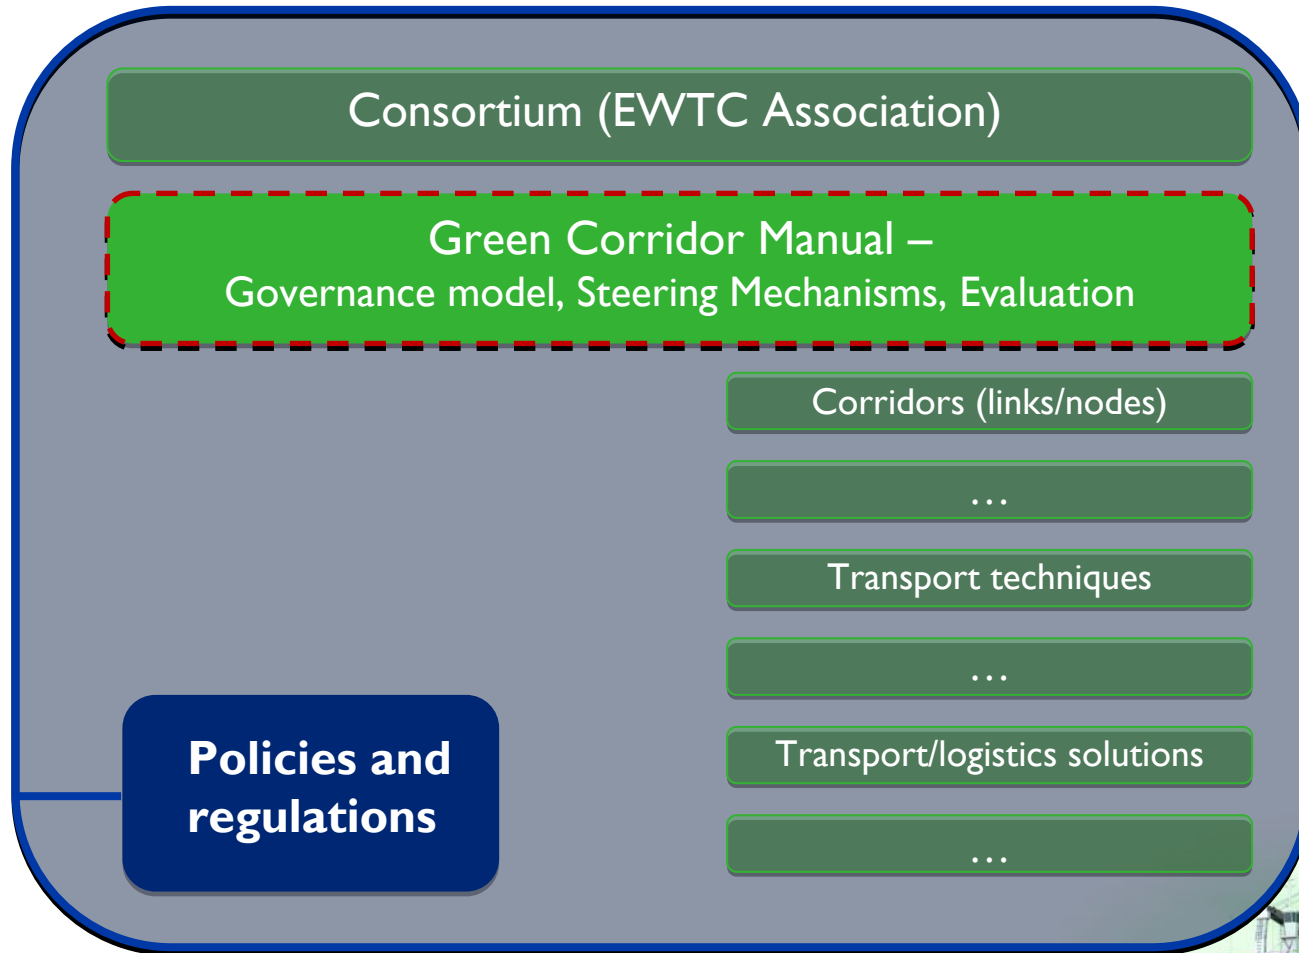 Consortium (EWTC Association)
Green Corridor Manual –
Governance model, Steering Mechanisms, Evaluation
Corridors (links/nodes)
…
Transport techniques
…
Transport/logistics solutions
…
Policies and
regulations